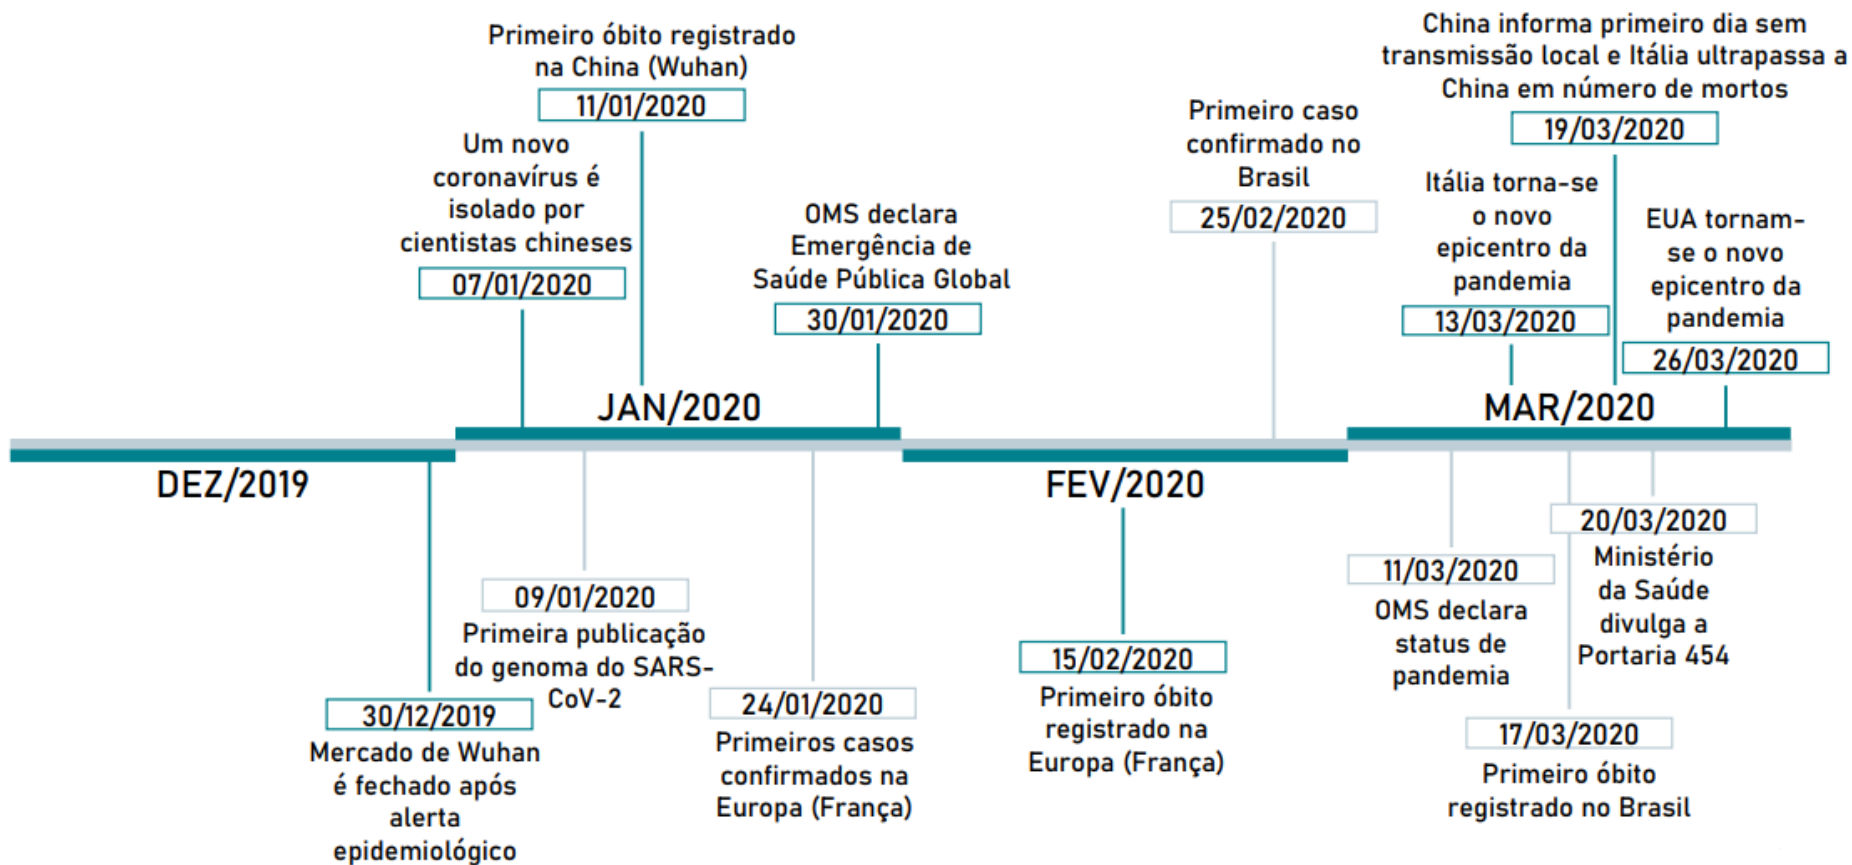 Primeiro óbito registrado
na China (Wuhan)
11/01/2020
Um novo
coronavírus é
isolado por
cientistas chineses
07/01/2020
OMS declara
Emergência de
Saúde Pública Global
30/01/2020
Primeiro caso
confirmado no
Brasil
25/02/2020
China informa primeiro dia sem
transmissão local e Itália ultrapassa a
China em número de mortos
19/03/2020
Itália torna-se
o novo
epicentro da
pandemia
13/03/2020
EUA tornam-
se o novo
epicentro da
pandemia
26/03/2020
DEZ/2019
JAN/2020
FEV/2020
MAR/2020
30/12/2019
Mercado de Wuhan
é fechado após
alerta
epidemiológico
09/01/2020
Primeira publicação
do genoma do SARS-
CoV-2
24/01/2020
Primeiros casos
confirmados na
Europa (França)
15/02/2020
Primeiro óbito
registrado na
Europa (França)
11/03/2020
OMS declara
status de
pandemia
17/03/2020
Primeiro óbito
registrado no Brasil
20/03/2020
Ministério
da Saúde
divulga a
Portaria 454